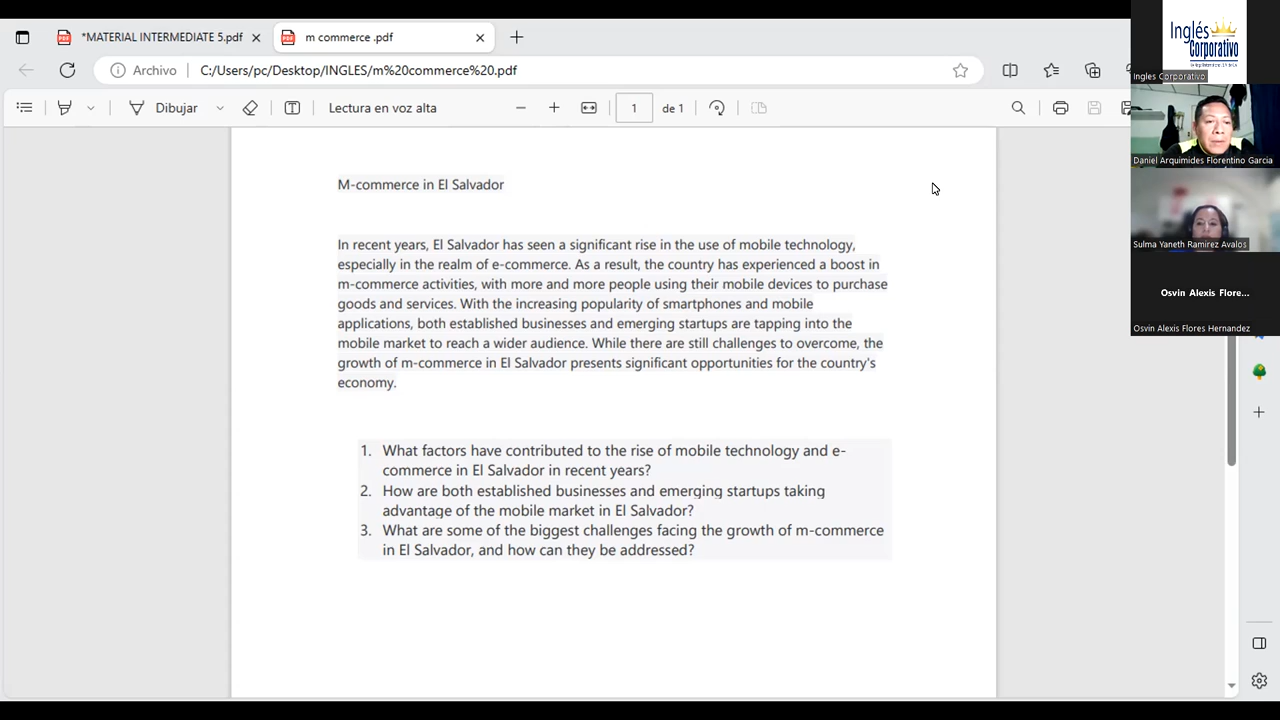 *MATERIAL INTERMEDIATE 5.pdf
m commerce .pdf
Archivo
C:/Users/pc/Desktop/INGLES/m%20commerce%20.pdf
Dibujar
Lectura en voz alta
1
de 1
M-commerce in El Salvador
In recent years, El Salvador has seen a significant rise in the use of mobile technology,
especially in the realm of e-commerce. As a result, the country has experienced a boost in
m-commerce activities, with more and more people using their mobile devices to purchase
goods and services. With the increasing popularity of smartphones and mobile
applications, both established businesses and emerging startups are tapping into the
mobile market to reach a wider audience. While there are still challenges to overcome, the
growth of m-commerce in El Salvador presents significant opportunities for the country's
economy.
1. What factors have contributed to the rise of mobile technology and e-
commerce in El Salvador in recent years?
2. How are both established businesses and emerging startups taking
advantage of the mobile market in El Salvador?
3. What are some of the biggest challenges facing the growth of m-commerce
in El Salvador, and how can they be addressed?
Inglés
Corporativo
Ingles Corporativo
Daniel Arquimides Florentino Garcia
Sulma Yaneth Ramirez Avalos
Osvin Alexis Flore...
Osvin Alexis Flores Hernandez